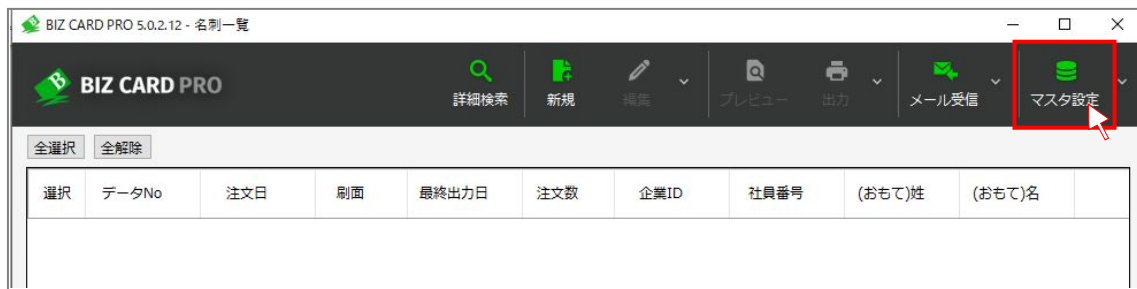 BIZ CARD PRO 5.0.2.12 - 名刺一覧
BIZ CARD PRO
詳細検索 新規 編集 プレビュー 出力 メール受信 マスタ設定
全選択 全解除
選択 データNo 注文日 刷面 最終出力日 注文数 企業ID 社員番号 (おもて)姓 (おもて)名